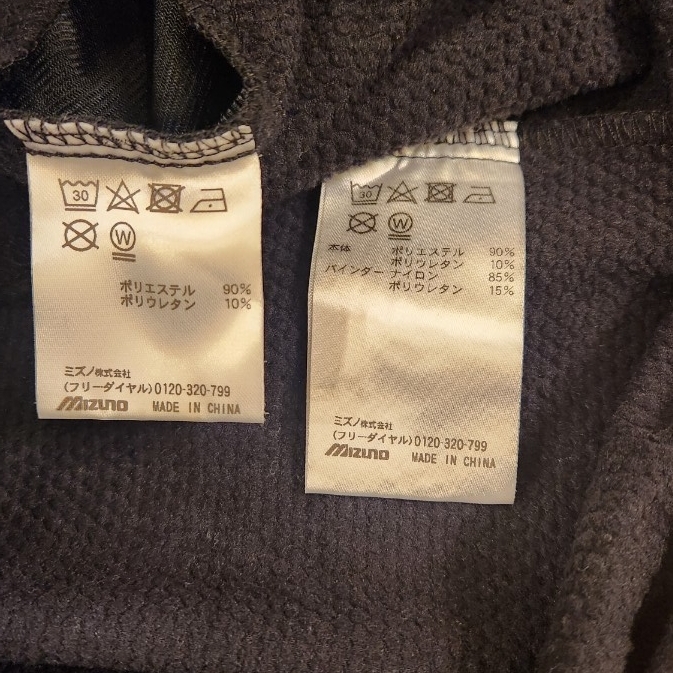 30
W
ポリエステル 90%
ポリウレタン 10%
ミズノ株式会社
(フリーダイヤル)0120-320-799
MIZUNO MADE IN CHINA
30
W
本体 ポリエステル 90%
ポリウレタン 10%
バインダー ナイロン 85%
ポリウレタン 15%
ミズノ株式会社
(フリーダイヤル)0120-320-799
MIZUNO MADE IN CHINA